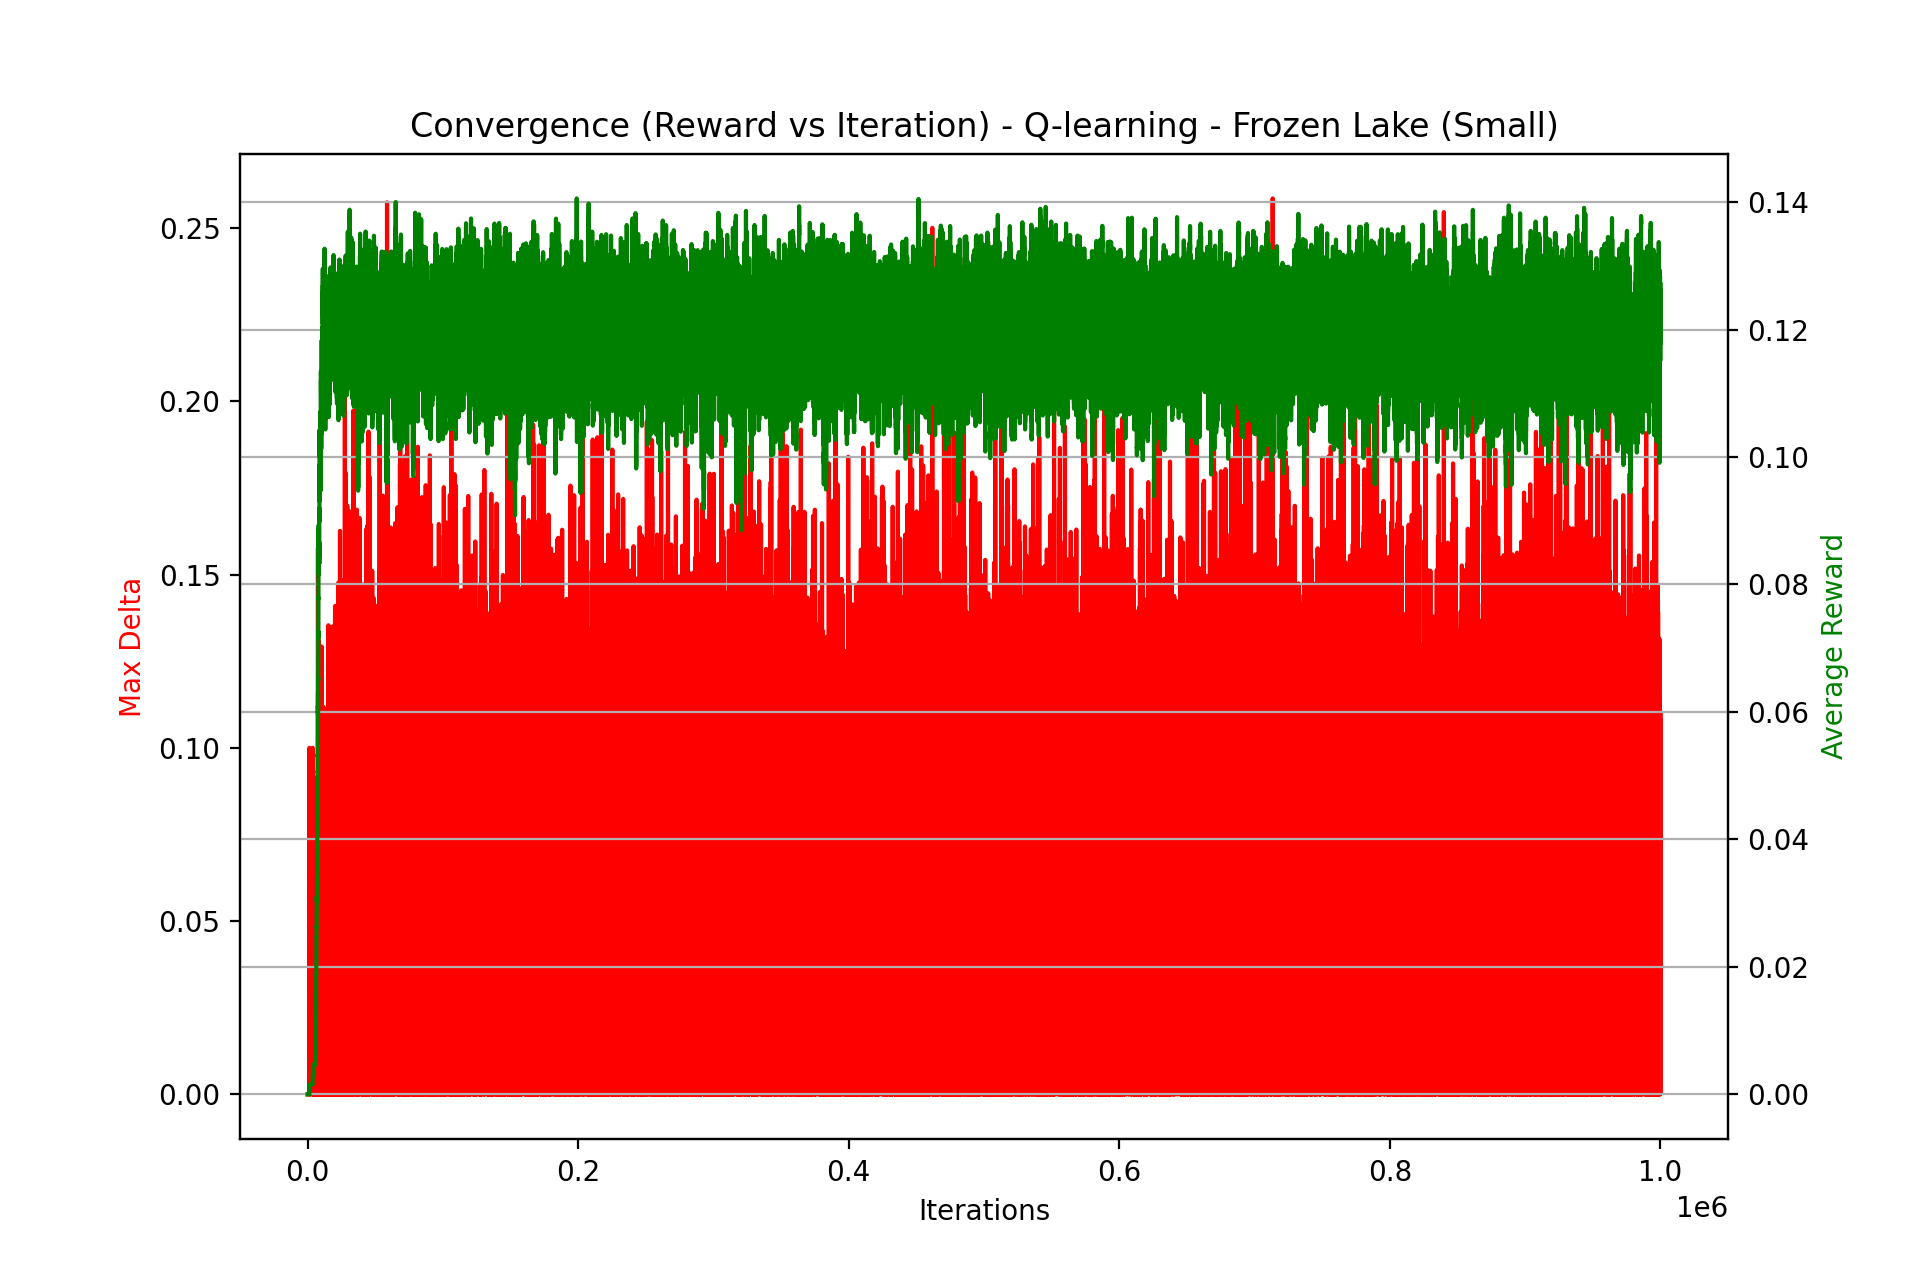 Convergence (Reward vs Iteration) - Q-learning - Frozen Lake (Small)
0.25
0.20
0.15
0.10
0.05
0.00
Max Delta
0.14
0.12
0.10
0.08
0.06
0.04
0.02
0.00
Average Reward
0.0 0.2 0.4 0.6 0.8 1.0
1e6
Iterations